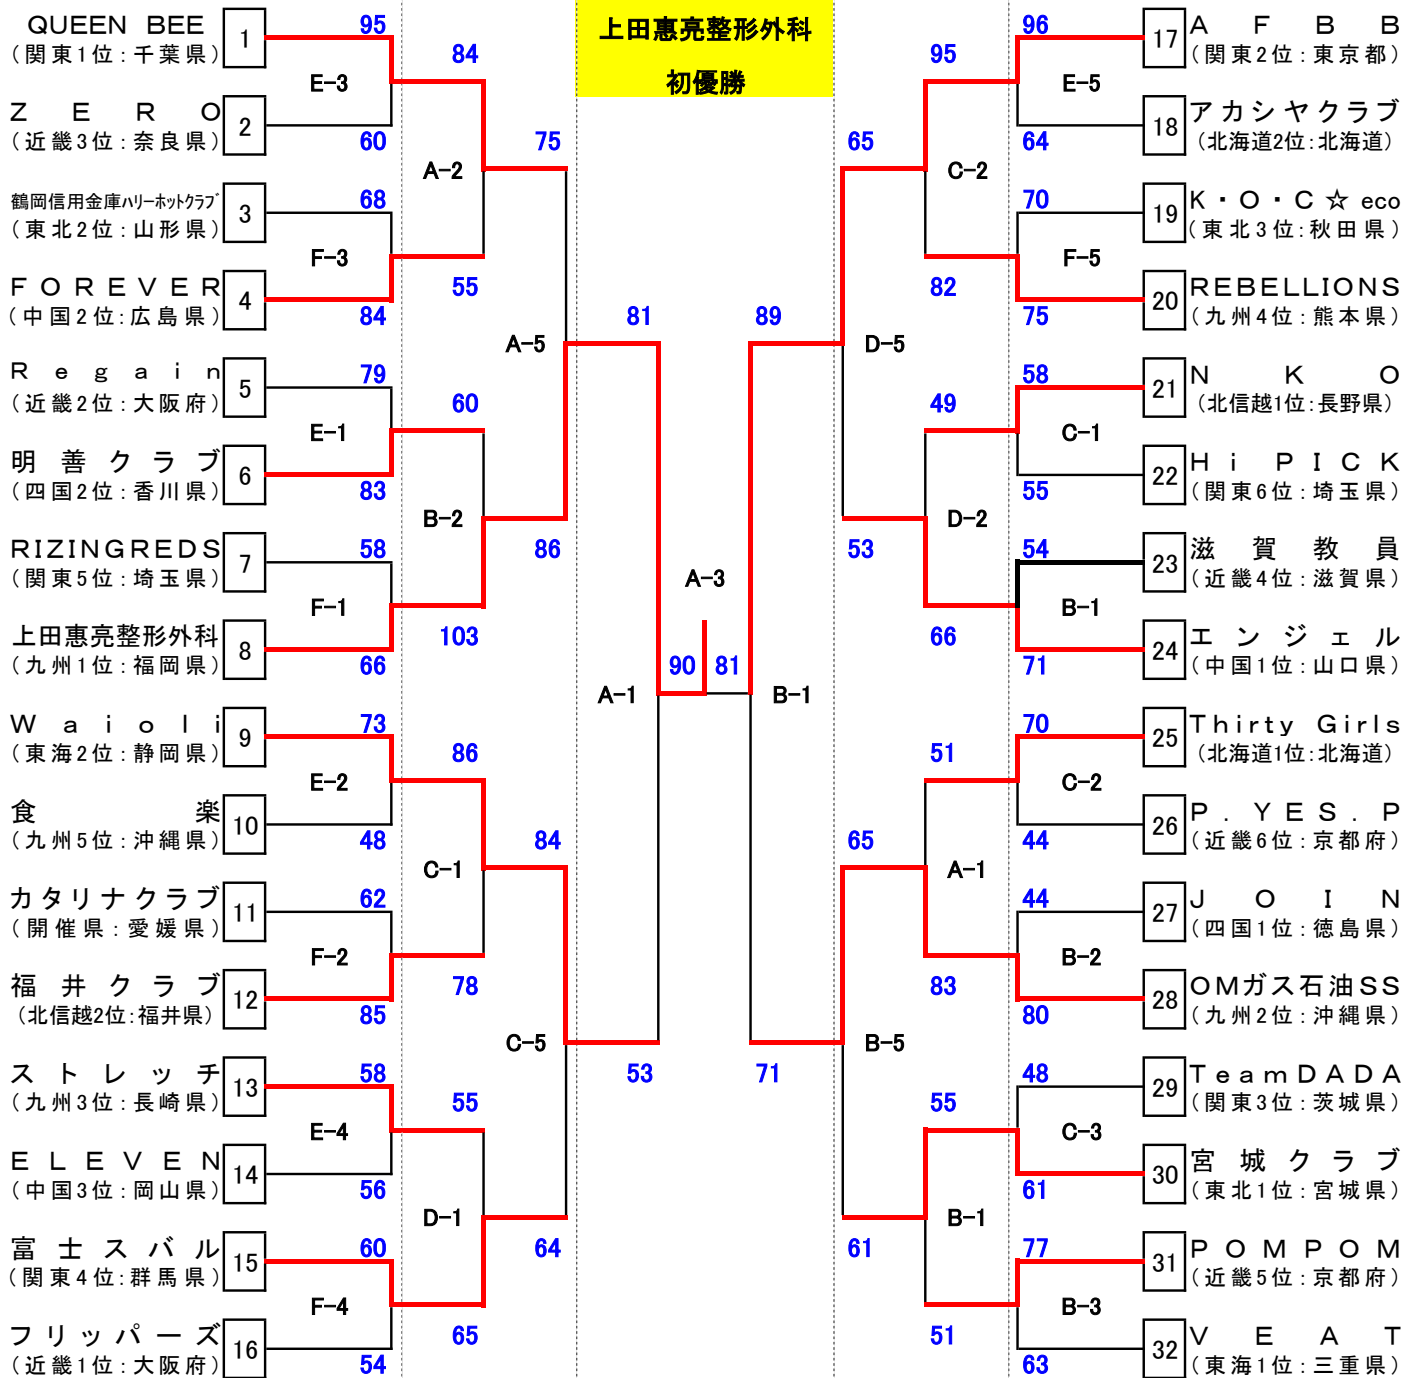 上田惠亮整形外科
初優勝
QUEEN BEE
(関東1位:千葉県)
1
95
E-3
ZERO
(近畿3位:奈良県)
2
60
84
A-2
鶴岡信用金庫ハリーホットクラブ
(東北2位:山形県)
3
68
F-3
FOREVER
(中国2位:広島県)
4
84
55
75
A-5
Regain
(近畿2位:大阪府)
5
79
E-1
明善クラブ
(四国2位:香川県)
6
83
60
B-2
RIZINGREDS
(関東5位:埼玉県)
7
58
F-1
上田惠亮整形外科
(九州1位:福岡県)
8
66
103
86
81
A-1
Waioli
(東海2位:静岡県)
9
73
E-2
食楽
(九州5位:沖縄県)
10
48
86
C-1
カタリナクラブ
(開催県:愛媛県)
11
62
F-2
福井クラブ
(北信越2位:福井県)
12
85
78
84
C-5
ストレッチ
(九州3位:長崎県)
13
58
E-4
ELEVEN
(中国3位:岡山県)
14
56
55
D-1
富士スバル
(関東4位:群馬県)
15
60
F-4
フリッパーズ
(近畿1位:大阪府)
16
54
65
64
53
A-3
90
81
AFBB
(関東2位:東京都)
17
96
E-5
アカシヤクラブ
(北海道2位:北海道)
18
64
95
C-2
K・O・C☆eco
(東北3位:秋田県)
19
70
F-5
REBELLIONS
(九州4位:熊本県)
20
75
82
65
D-5
NKO
(北信越1位:長野県)
21
58
C-1
Hi PICK
(関東6位:埼玉県)
22
55
49
D-2
滋賀教員
(近畿4位:滋賀県)
23
54
B-1
エンジェル
(中国1位:山口県)
24
71
66
53
89
B-1
Thirty Girls
(北海道1位:北海道)
25
70
C-2
P.YES.P
(近畿6位:京都府)
26
44
51
A-1
JOIN
(四国1位:徳島県)
27
44
B-2
OMガス石油SS
(九州2位:沖縄県)
28
80
83
65
B-5
TeamDADA
(関東3位:茨城県)
29
48
C-3
宮城クラブ
(東北1位:宮城県)
30
61
55
B-1
POMPOM
(近畿5位:京都府)
31
77
B-3
VEAT
(東海1位:三重県)
32
63
51
61
71